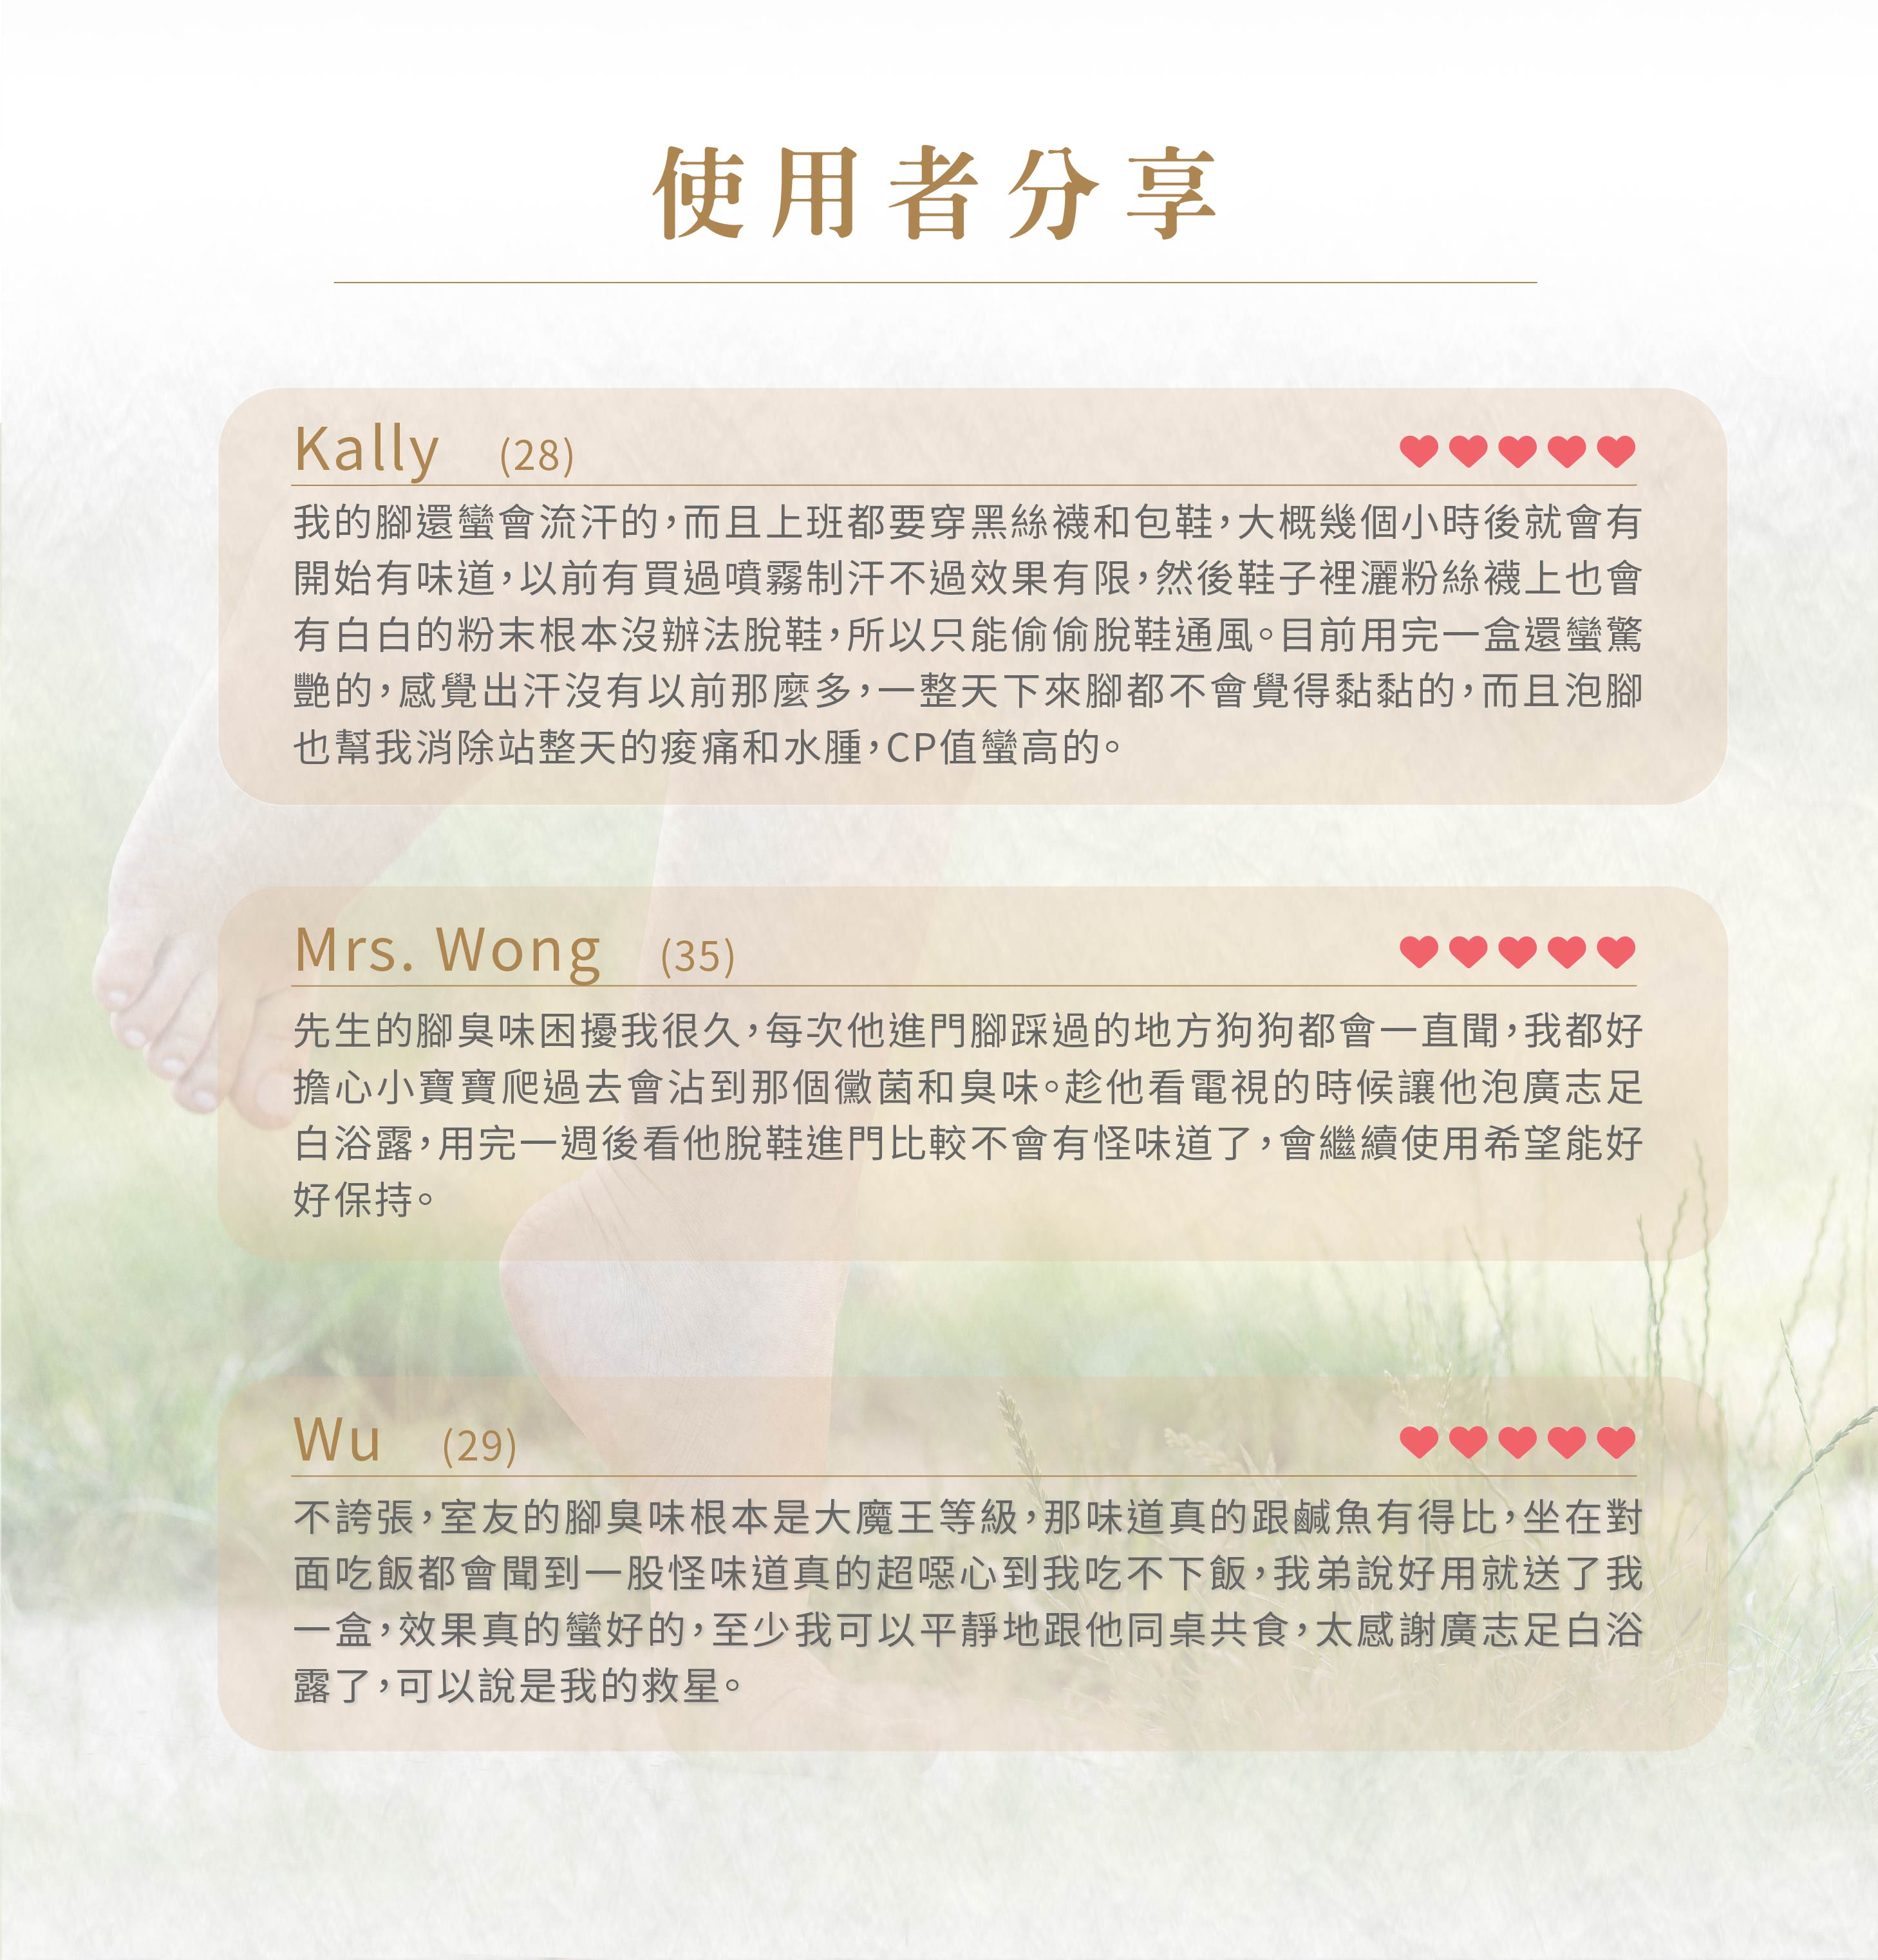 使用者分享
Kally (28)
我的腳還蠻會流汗的,而且上班都要穿黑絲襪和包鞋,大概幾個小時後就會有
開始有味道,以前有買過噴霧制汗不過效果有限,然後鞋子裡灑粉絲襪上也會
有白白的粉末根本沒辦法脫鞋,所以只能偷偷脫鞋通風。目前用完一盒還蠻驚
艷的,感覺出汗沒有以前那麼多,一整天下來腳都不會覺得黏黏的,而且泡腳
也幫我消除站整天的痠痛和水腫,CP值蠻高的。
Mrs. Wong (35)
先生的腳臭味困擾我很久,每次他進門腳踩過的地方狗狗都會一直聞,我都好
擔心小寶寶爬過去會沾到那個黴菌和臭味。趁他看電視的時候讓他泡廣志足
白浴露,用完一週後看他脫鞋進門比較不會有怪味道了,會繼續使用希望能好
好保持。
Wu (29)
不誇張,室友的腳臭味根本是大魔王等級,那味道真的跟鹹魚有得比,坐在對
面吃飯都會聞到一股怪味道真的超噁心到我吃不下飯,我弟說好用就送了我
一盒,效果真的蠻好的,至少我可以平靜地跟他同桌共食,太感謝廣志足白浴
露了,可以說是我的救星。